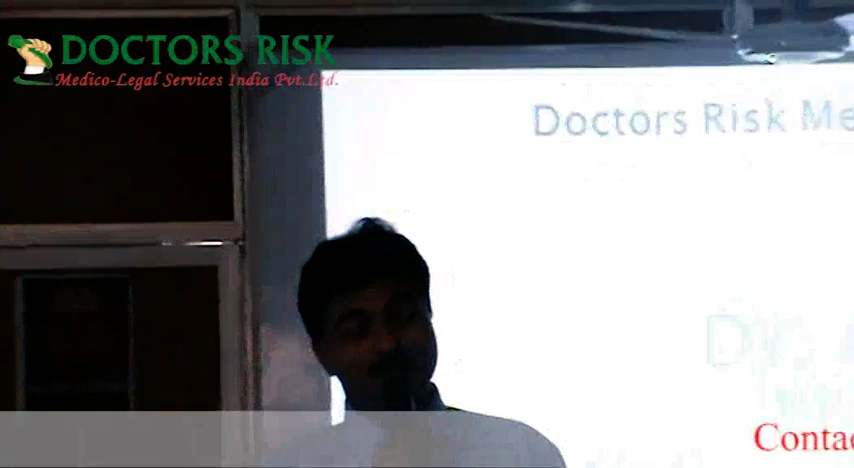 DOCTORS RISK
Medico-Legal Services India Pvt.Ltd.
Doctors Risk Me
Contac